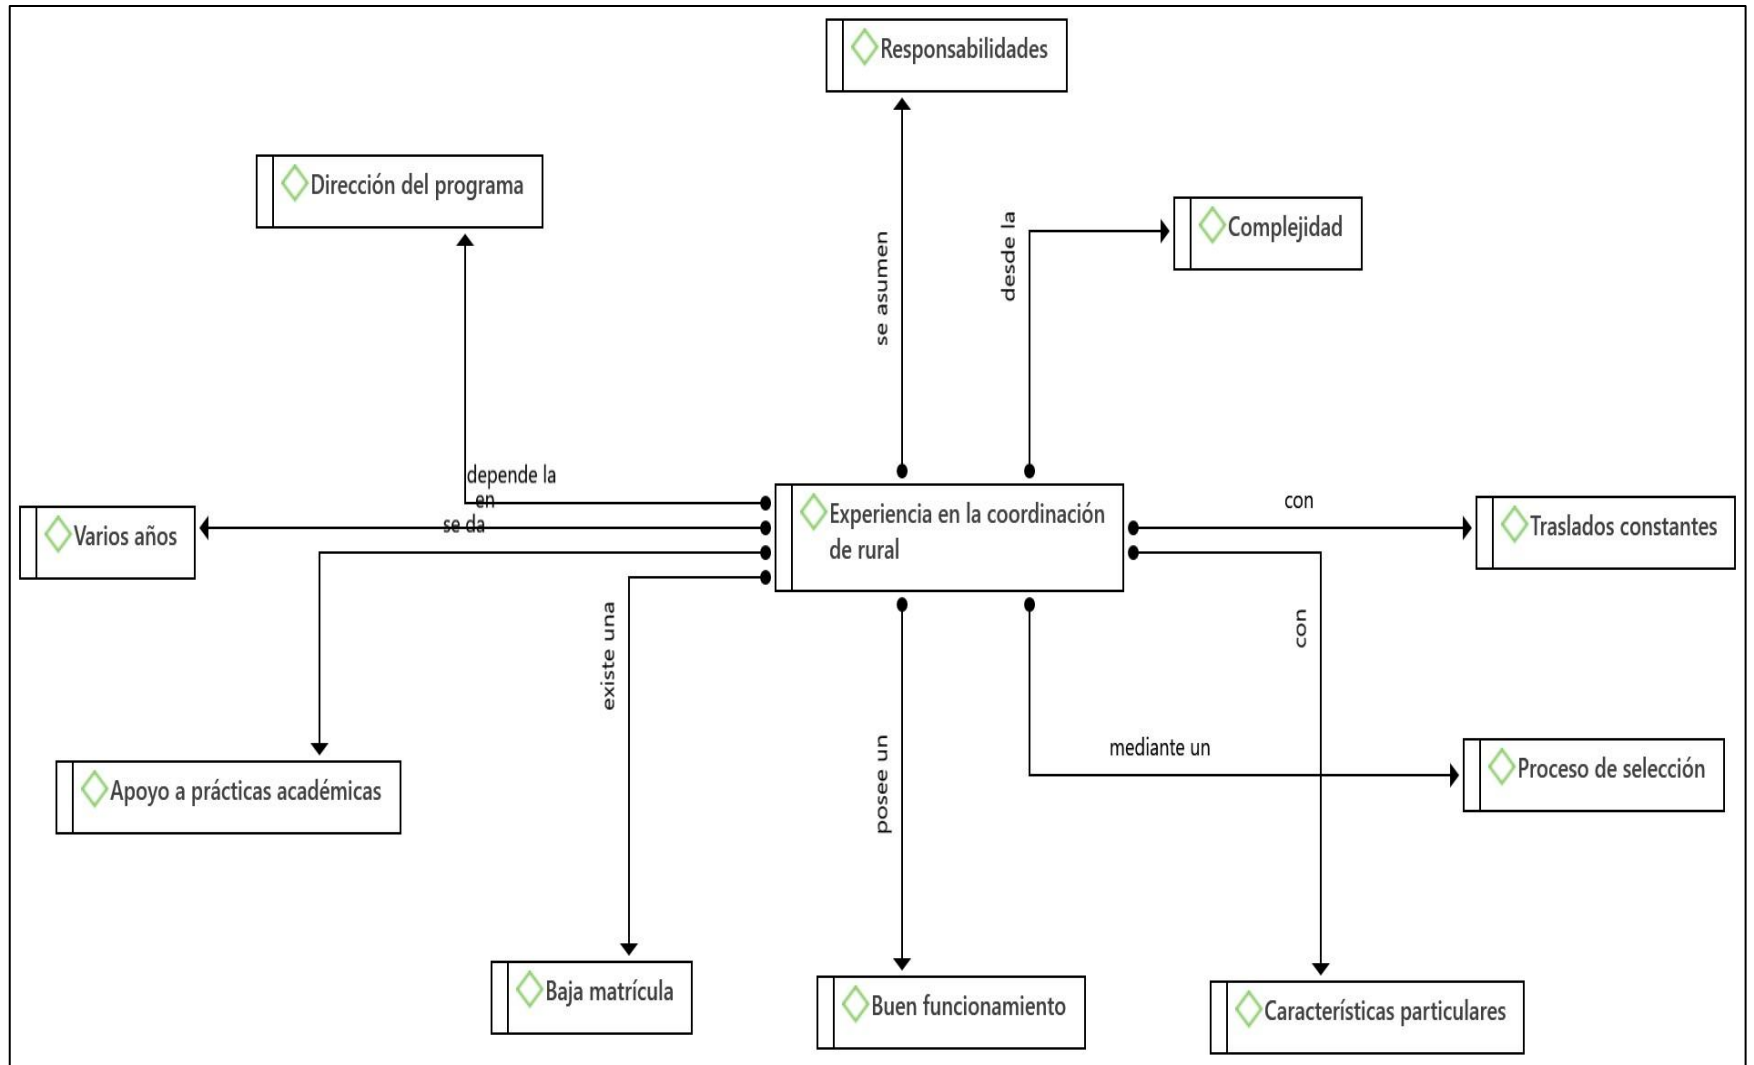 Responsabilidades
Dirección del programa
Complejidad
se asumen
desde la
depende la
en
se da
Varios años
Experiencia en la coordinación
de rural
con
Traslados constantes
existe una
con
posee un
mediante un
Proceso de selección
Apoyo a prácticas académicas
Baja matrícula
Buen funcionamiento
Características particulares